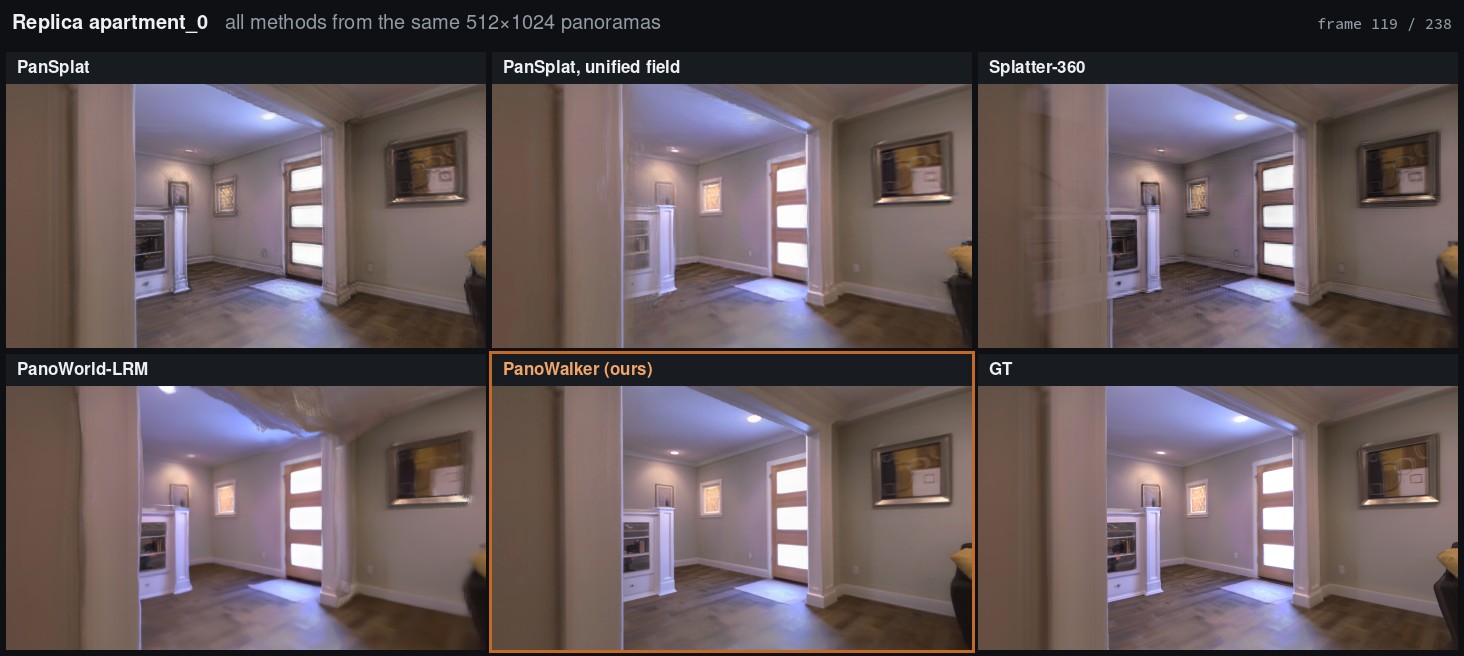 Replica apartment_0 all methods from the same 512×1024 panoramas frame 119 / 238
PanSplat PanSplat, unified field Splatter-360
PanoWorld-LRM PanoWalker (ours) GT